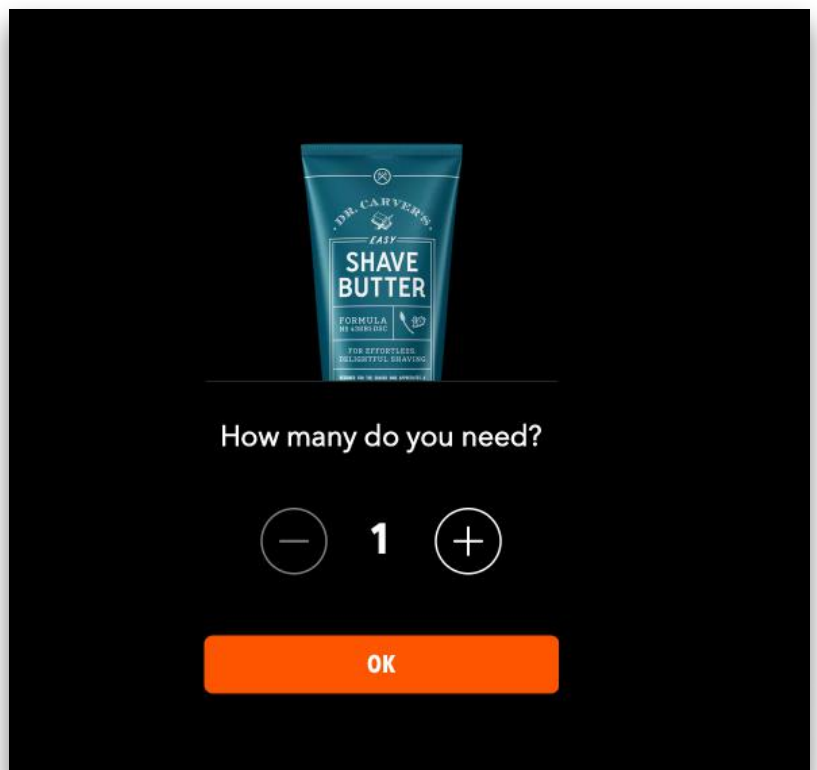 DR. CARVER'S
EASY
SHAVE
BUTTER
FORMULA
FOR EFFORTLESS,
DELIGHTFUL SHAVING
How many do you need?
1
OK